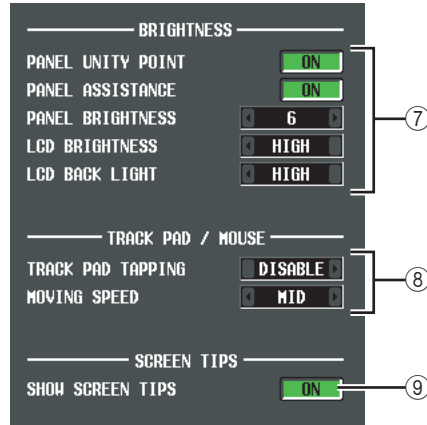 BRIGHTNESS
PANEL UNITY POINT ON
PANEL ASSISTANCE ON
PANEL BRIGHTNESS 6
LCD BRIGHTNESS HIGH
LCD BACK LIGHT HIGH
⑦
TRACK PAD / MOUSE
TRACK PAD TAPPING DISABLE
MOVING SPEED MID
⑧
SCREEN TIPS
SHOW SCREEN TIPS ON
⑨